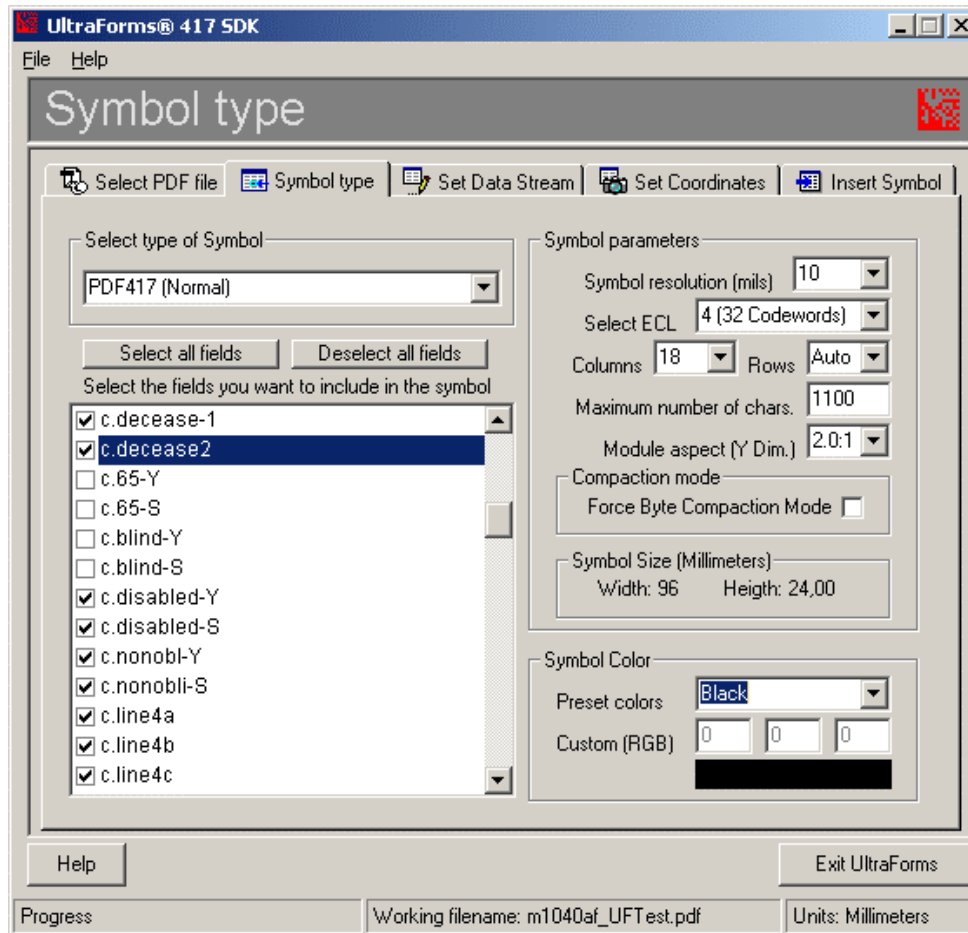 UltraForms® 417 SDK
File Help
Symbol type
Select PDF file Symbol type Set Data Stream Set Coordinates Insert Symbol
Select type of Symbol
PDF417 (Normal)
Select all fields Deselect all fields
Select the fields you want to include in the symbol
c.decease-1
c.decease2
c.65-Y
c.65-S
c.blind-Y
c.blind-S
c.disabled-Y
c.disabled-S
c.nonobl-Y
c.nonobli-S
c.line4a
c.line4b
c.line4c
Symbol parameters
Symbol resolution (mils) 10
Select ECL 4 (32 Codewords)
Columns 18 Rows Auto
Maximum number of chars. 1100
Module aspect (Y Dim.) 2.0:1
Compaction mode
Force Byte Compaction Mode
Symbol Size (Millimeters)
Width: 96 Heigth: 24,00
Symbol Color
Preset colors Black
Custom (RGB) 0 0 0
Help Exit UltraForms
Progress Working filename: m1040af_UFTest.pdf Units: Millimeters